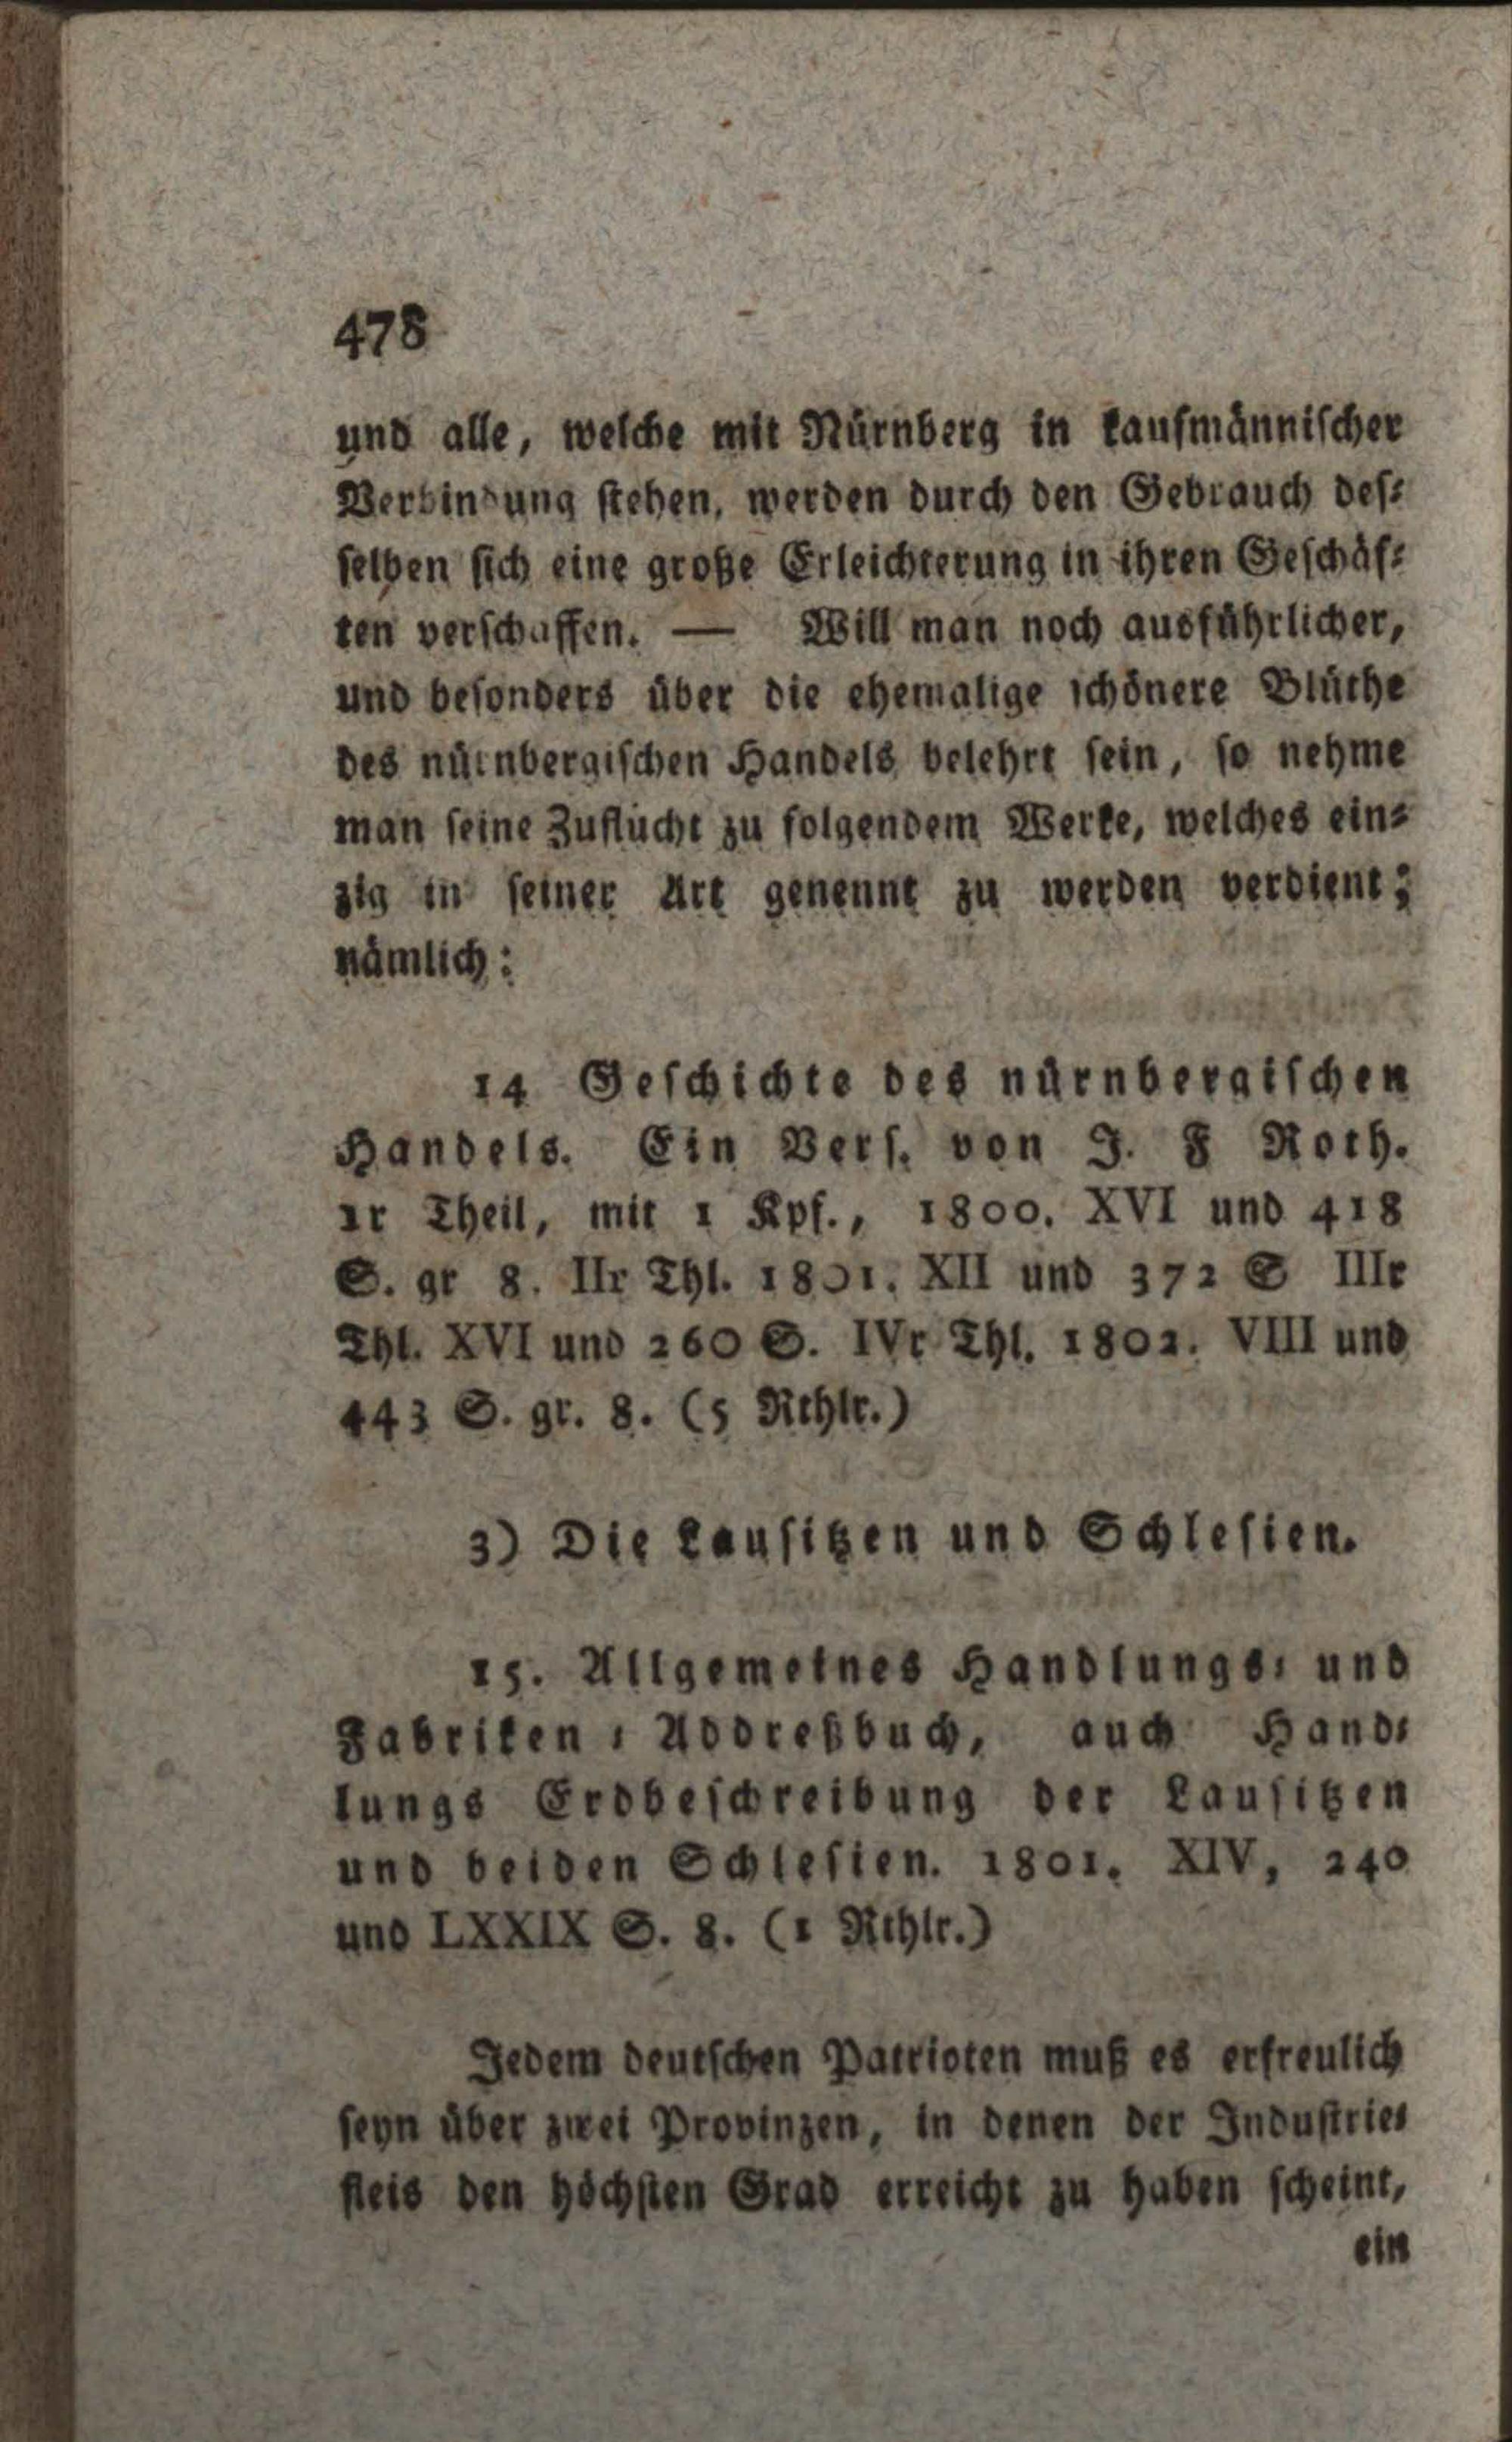 478
und alle, welche mit Nürnberg in kaufmännischer
Verbindung stehen, werden durch den Gebrauch des⸗
selben sich eine große Erleichterung in ihren Geschäf⸗
ten verschaffen. — Will man noch ausführlicher,
und besonders über die ehemalige schönere Blüthe
des nürnbergischen Handels belehrt sein, so nehme
man seine Zuflucht zu folgendem Werke, welches ein⸗
zig in seiner Art genennt zu werden verdient;
nämlich:
14 Geschichte des nürnbergischen
Handels. Ein Vers. von J. F Roth.
1r Theil, mit 1 Kpf., 1800. XVI und 418
S. gr 8. IIr Thl. 1801. XII und 372 S IIIr
Thl. XVI und 260 S. IVr Thl. 1802. VIII und
443 S. gr. 8. (5 Rthlr.)
3) Die Lausitzen und Schlesien.
15. Allgemeines Handlungs⸗ und
Fabriken⸗Addreßbuch, auch Hand⸗
lungs Erdbeschreibung der Lausitzen
und beiden Schlesien. 1801. XIV, 240
und LXXIX S. 8. (1 Rthlr.)
Jedem deutschen Patrioten muß es erfreulich
seyn über zwei Provinzen, in denen der Industrie⸗
fleis den höchsten Grad erreicht zu haben scheint,
ein